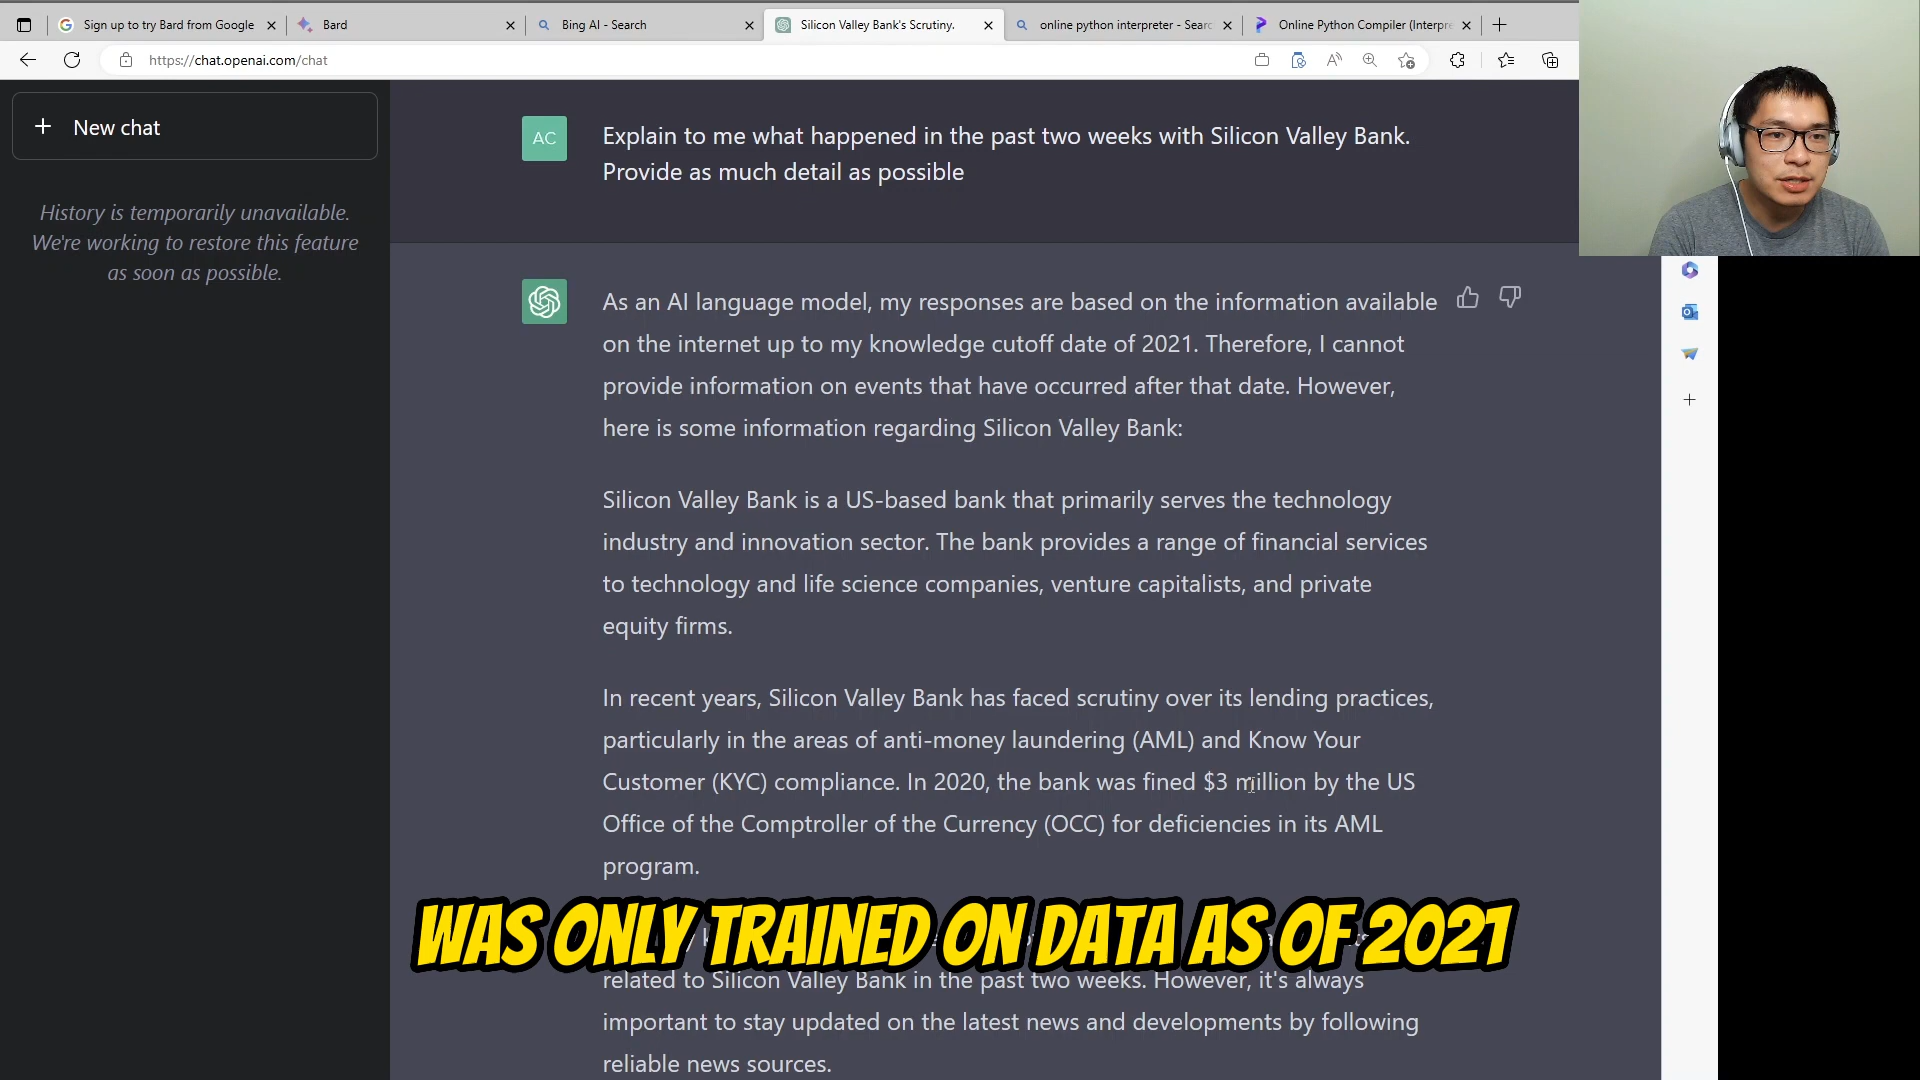 Sign up to try Bard from Google
Bard
Bing AI - Search
Silicon Valley Bank's Scrutiny.
online python interpreter - Searc
Online Python Compiler (Interpre
https://chat.openai.com/chat
New chat
History is temporarily unavailable.
We're working to restore this feature
as soon as possible.
AC
Explain to me what happened in the past two weeks with Silicon Valley Bank.
Provide as much detail as possible
As an AI language model, my responses are based on the information available
on the internet up to my knowledge cutoff date of 2021. Therefore, I cannot
provide information on events that have occurred after that date. However,
here is some information regarding Silicon Valley Bank:
Silicon Valley Bank is a US-based bank that primarily serves the technology
industry and innovation sector. The bank provides a range of financial services
to technology and life science companies, venture capitalists, and private
equity firms.
In recent years, Silicon Valley Bank has faced scrutiny over its lending practices,
particularly in the areas of anti-money laundering (AML) and Know Your
Customer (KYC) compliance. In 2020, the bank was fined $3 million by the US
Office of the Comptroller of the Currency (OCC) for deficiencies in its AML
program.
WAS ONLY TRAINED ON DATA AS OF 2021
related to Silicon Valley Bank in the past two weeks. However, it's always
important to stay updated on the latest news and developments by following
reliable news sources.